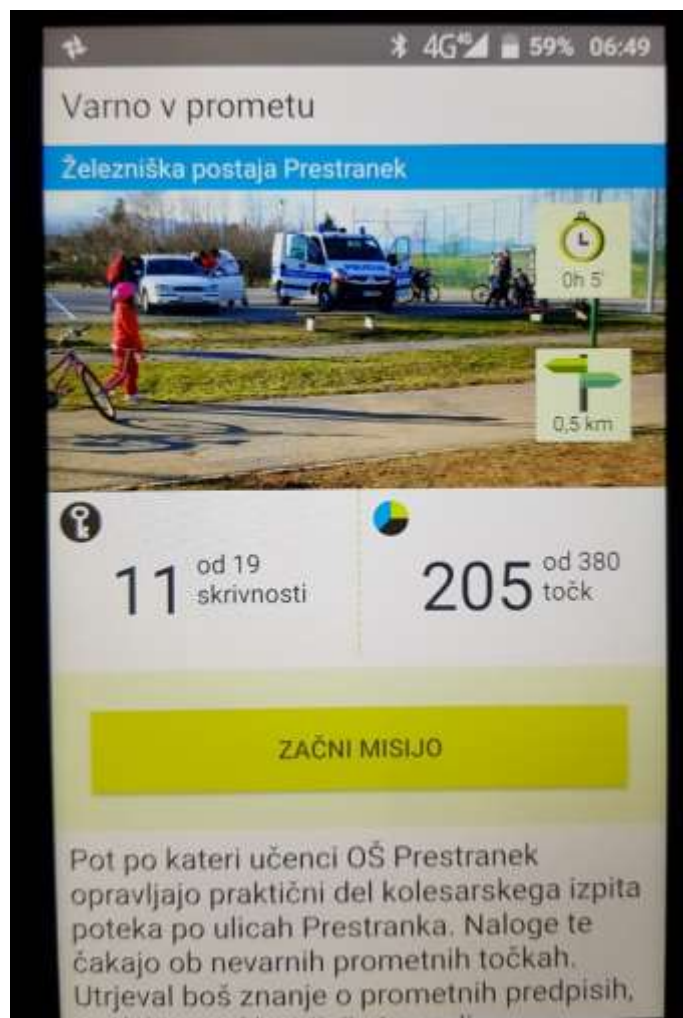 4G 4G 59% 06:49
Varno v prometu
Železniška postaja Prestranek
POLICIJA
0h 5'
0,5 km
11 od 19 skrivnosti
205 od 380 točk
ZAČNI MISIJO
Pot po kateri učenci OŠ Prestranek
opravljajo praktični del kolesarskega izpita
poteka po ulicah Prestranka. Naloge te
čakajo ob nevarnih prometnih točkah.
Utrjeval boš znanje o prometnih predpisih,